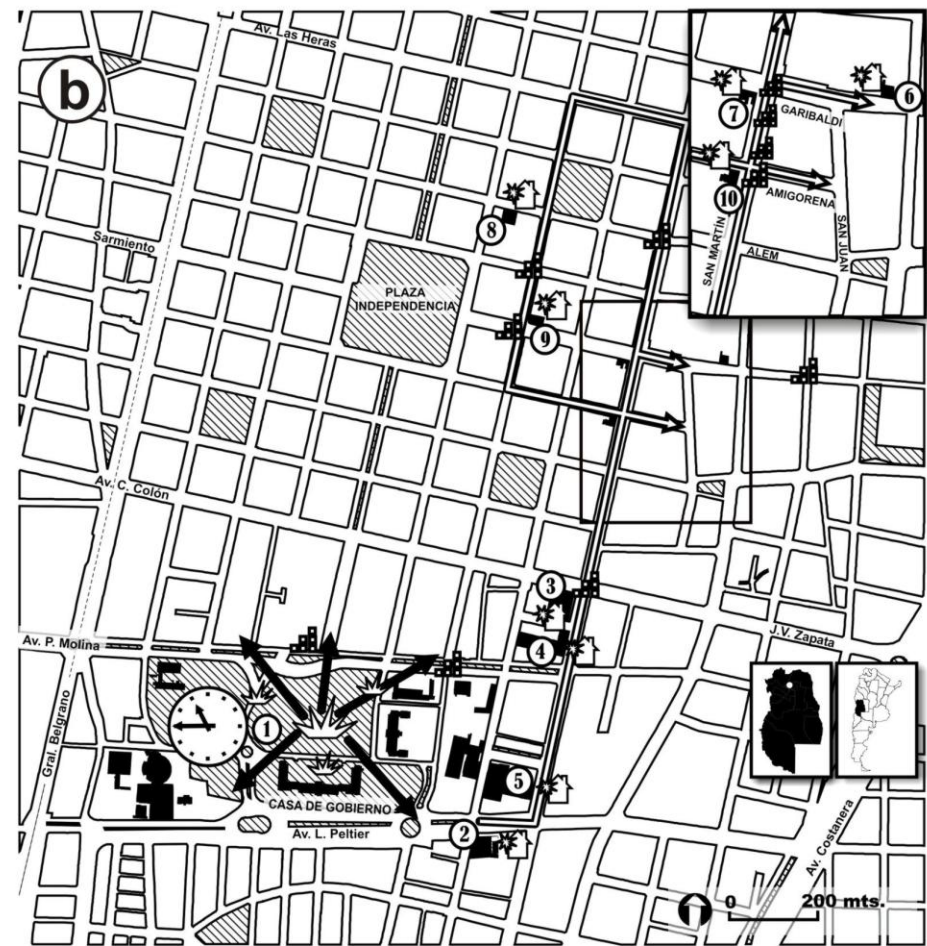 b
Av. Las Heras
7
6
GARIBALDI
10
AMIGORENA
SAN MARTÍN
ALEM
SAN JUAN
8
Sarmiento
PLAZA
INDEPENDENCIA
9
Av. C. Colón
3
4
J.V. Zapata
Av. P. Molina
1
Gral. Belgrano
5
CASA DE GOBIERNO
Av. L. Peltier
2
Av. Costanera
0 200 mts.